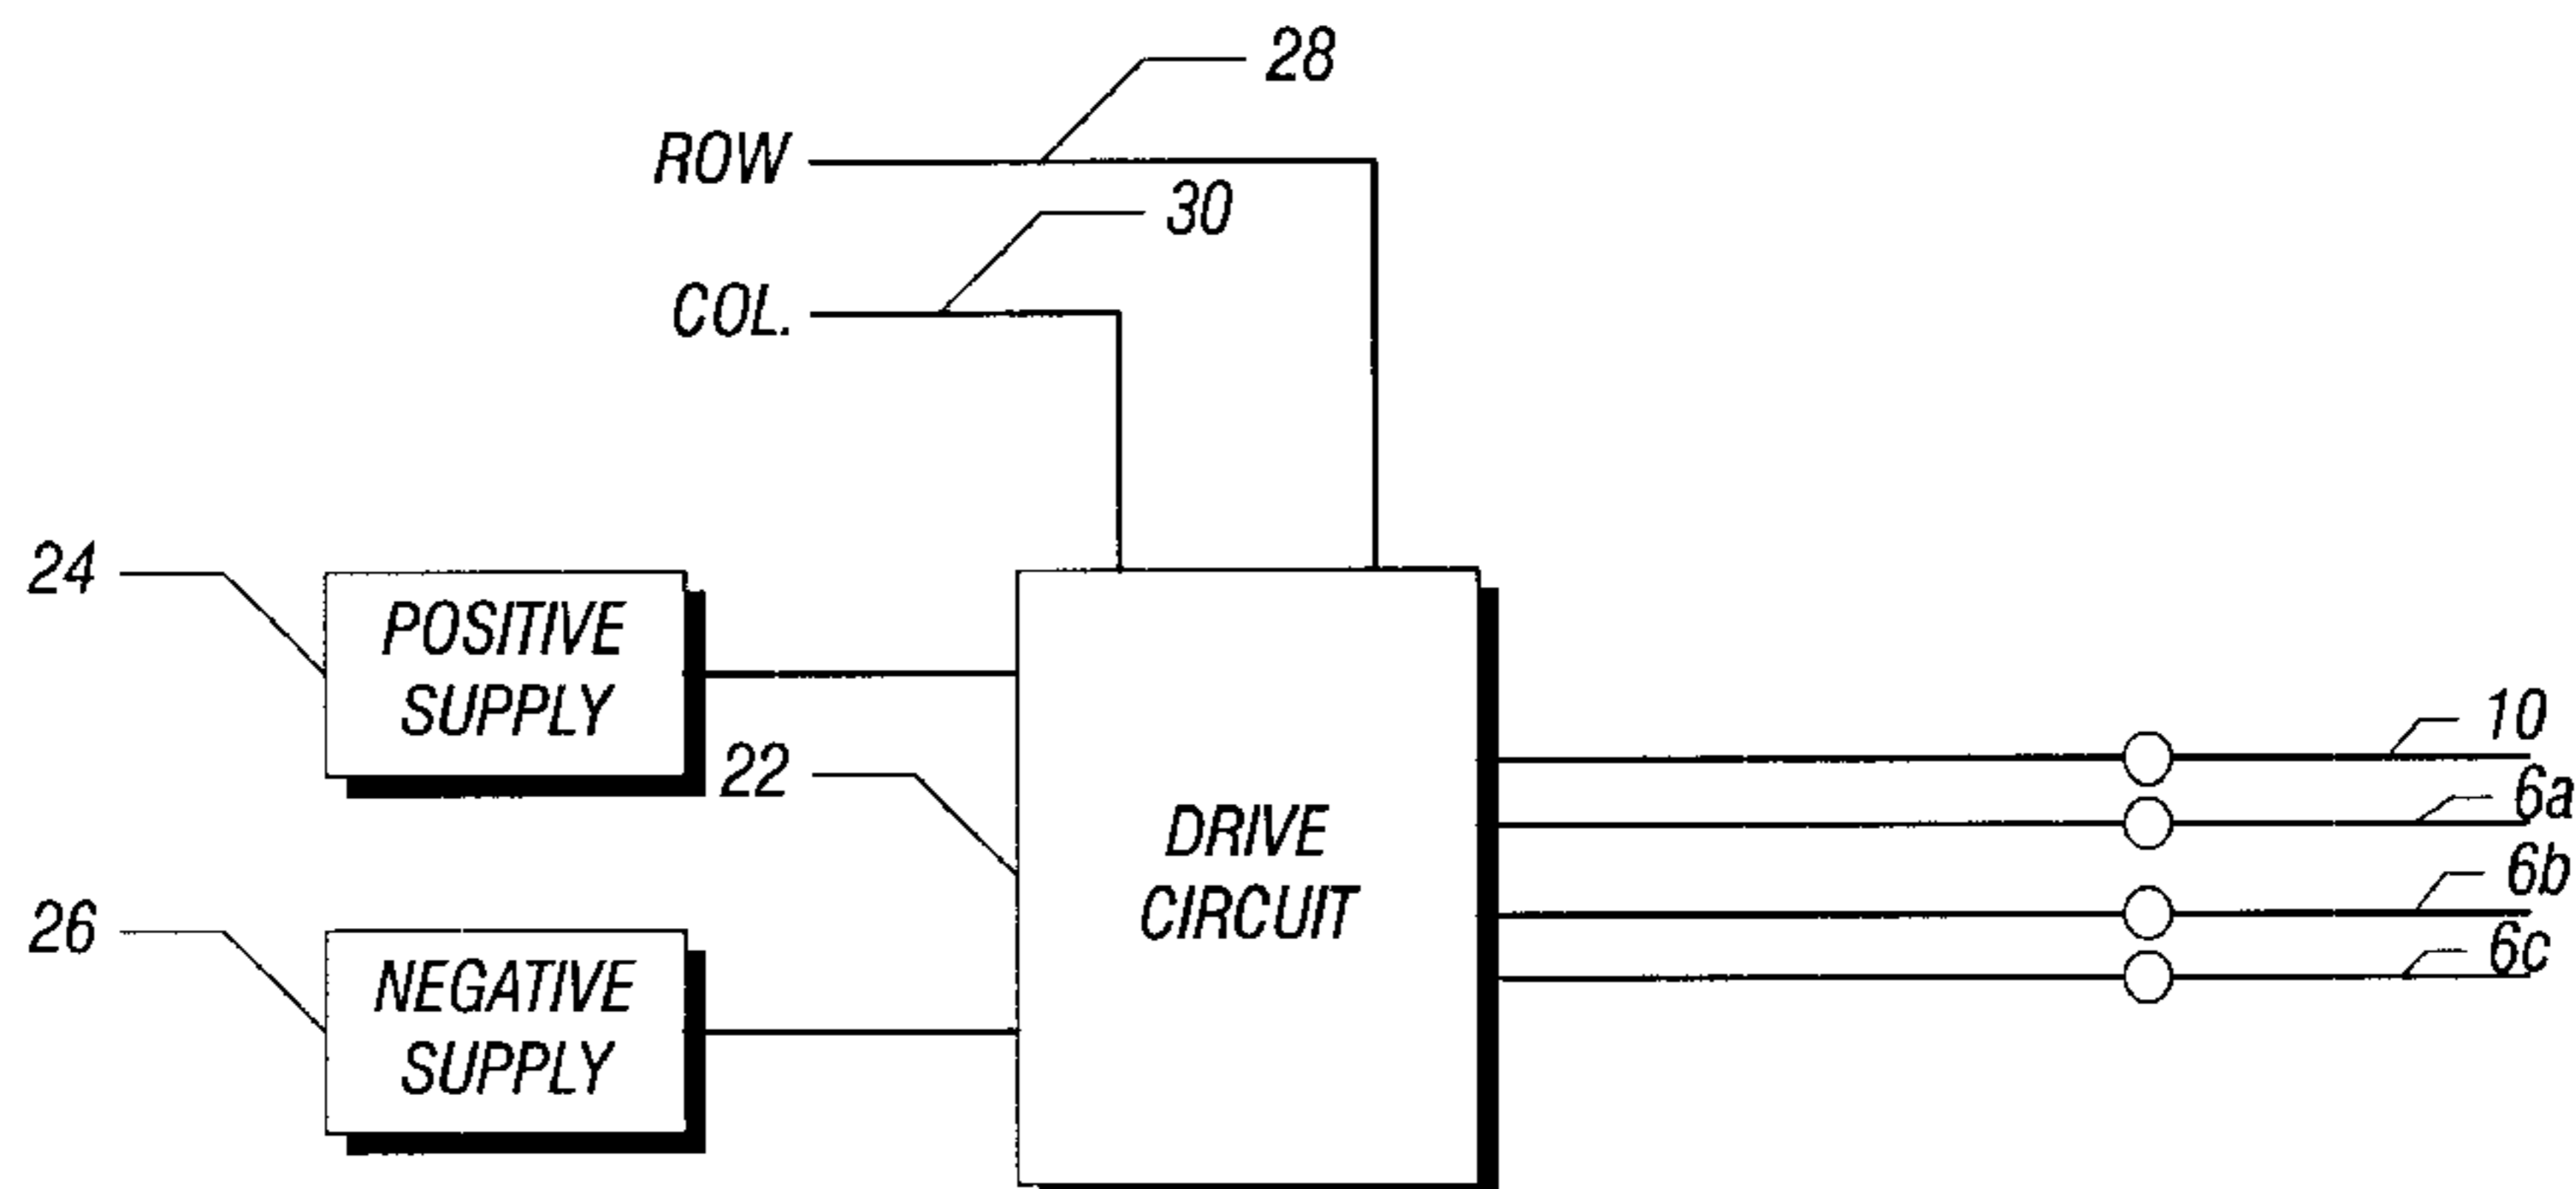 28
ROW
30
COL.
24
POSITIVE
SUPPLY
22
10
6a
DRIVE
CIRCUIT
6b
6c
26
NEGATIVE
SUPPLY